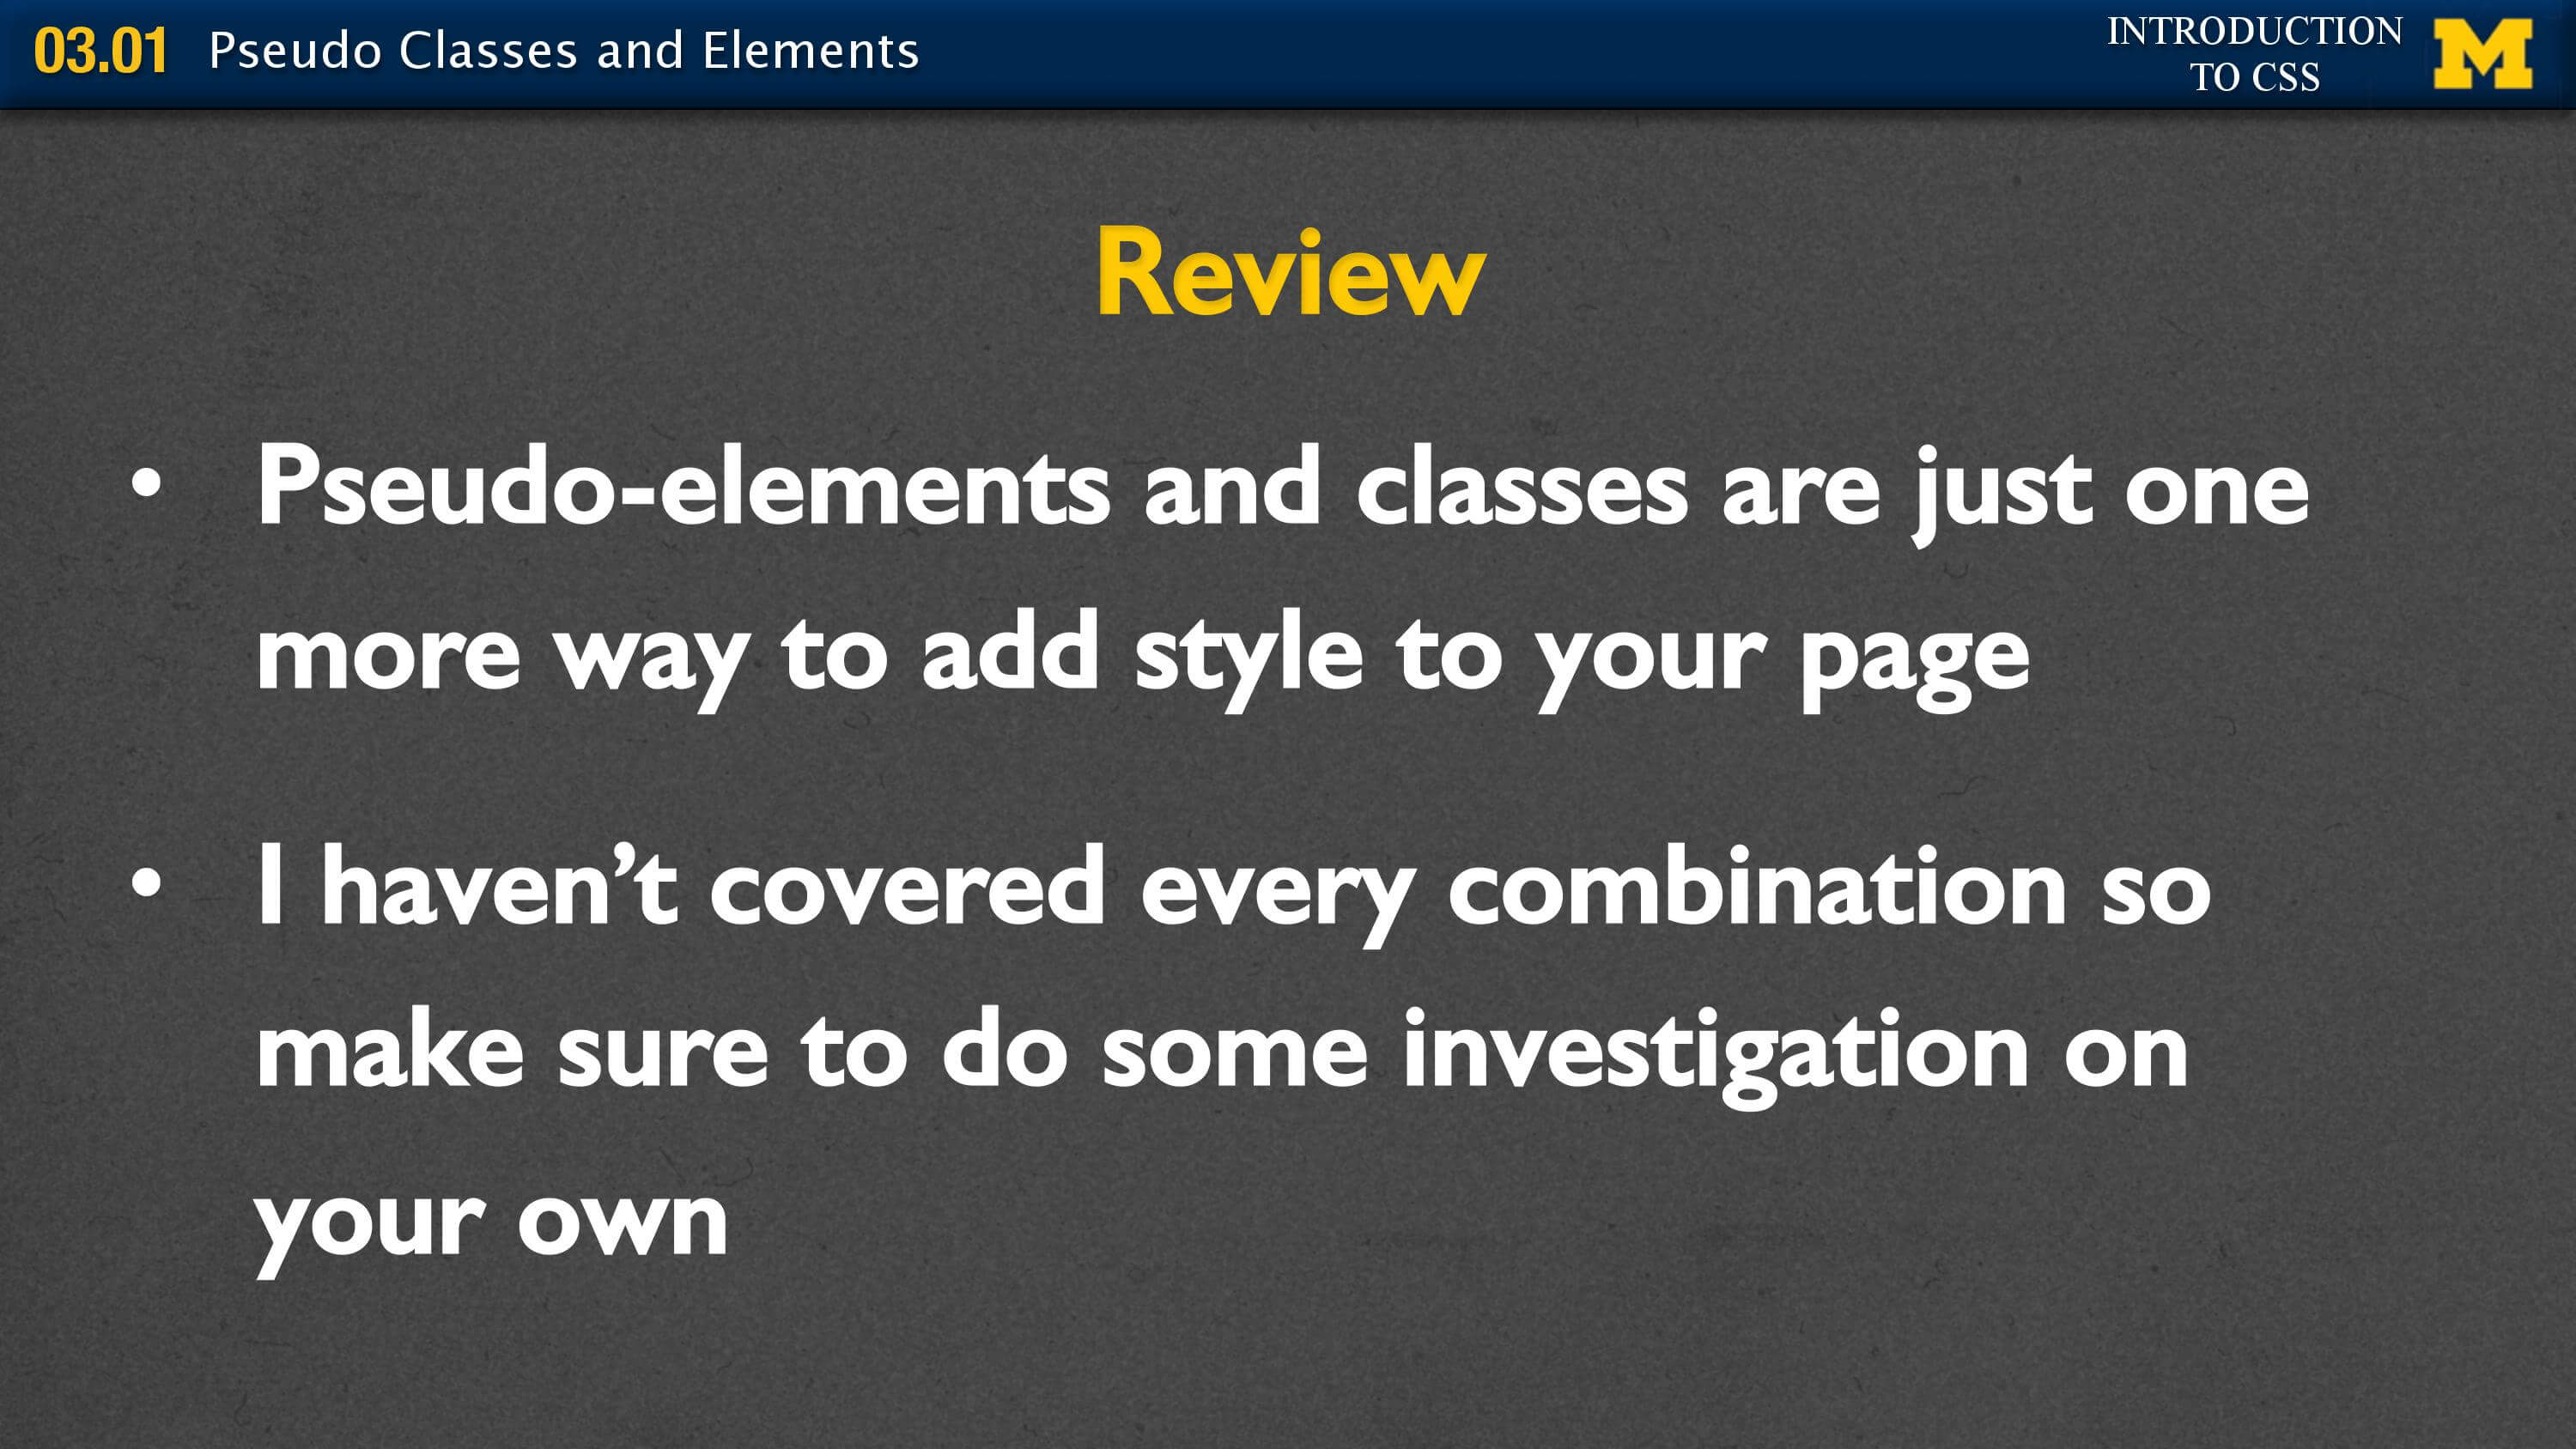 03.01 Pseudo Classes and Elements
INTRODUCTION
TO CSS
M
Review
• Pseudo-elements and classes are just one
more way to add style to your page
• I haven’t covered every combination so
make sure to do some investigation on
your own